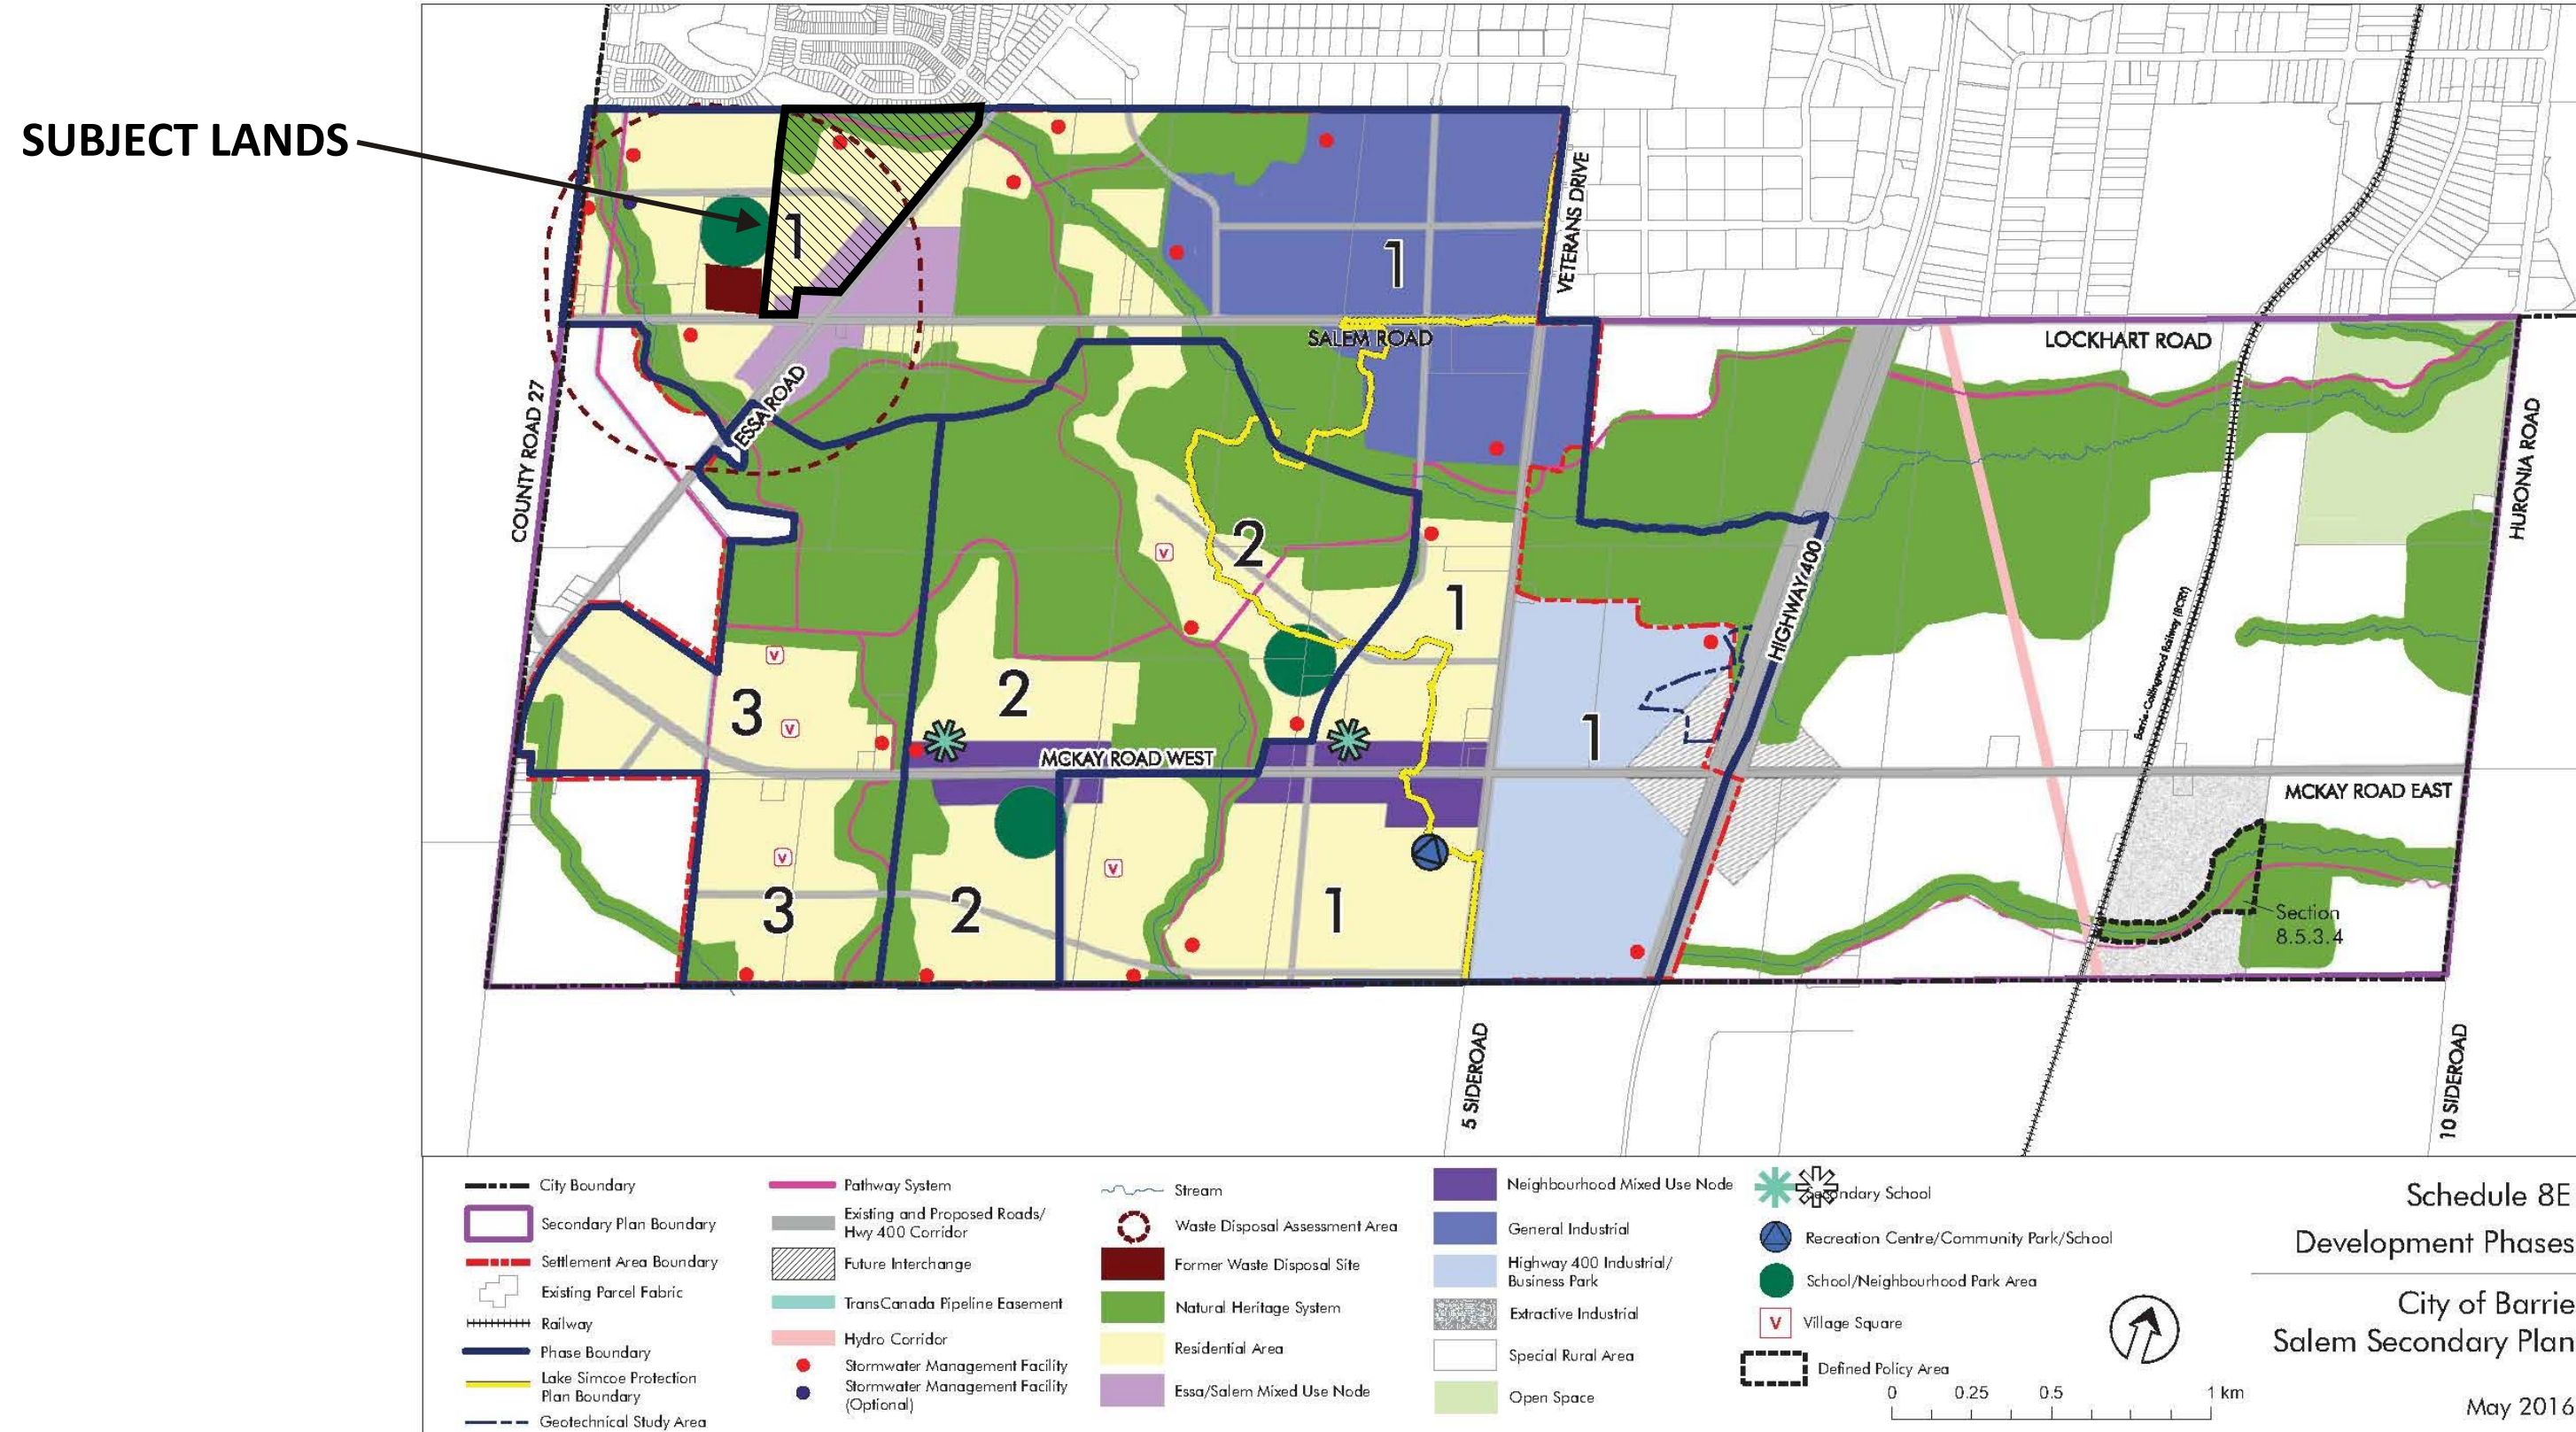 SUBJECT LANDS
1
1
VETERANS DRIVE
SALEM ROAD
LOCKHART ROAD
COUNTY ROAD 27
ESSA ROAD
HURONIA ROAD
2
1
HIGHWAY 400
Barrie-Collingwood Railway (BCRY)
V
V
3
V
2
1
MCKAY ROAD WEST
MCKAY ROAD EAST
V
V
3
2
1
Section
8.5.3.4
5 SIDEROAD
10 SIDEROAD
City Boundary
Secondary Plan Boundary
Settlement Area Boundary
Existing Parcel Fabric
Railway
Phase Boundary
Lake Simcoe Protection
Plan Boundary
Geotechnical Study Area
Pathway System
Existing and Proposed Roads/
Hwy 400 Corridor
Future Interchange
TransCanada Pipeline Easement
Hydro Corridor
Stormwater Management Facility
Stormwater Management Facility
(Optional)
Stream
Waste Disposal Assessment Area
Former Waste Disposal Site
Natural Heritage System
Residential Area
Essa/Salem Mixed Use Node
Neighbourhood Mixed Use Node
General Industrial
Highway 400 Industrial/
Business Park
Extractive Industrial
Special Rural Area
Open Space
Secondary School
Recreation Centre/Community Park/School
School/Neighbourhood Park Area
V Village Square
Defined Policy Area
0 0.25 0.5 1 km
Schedule 8E
Development Phases
City of Barrie
Salem Secondary Plan
May 2016